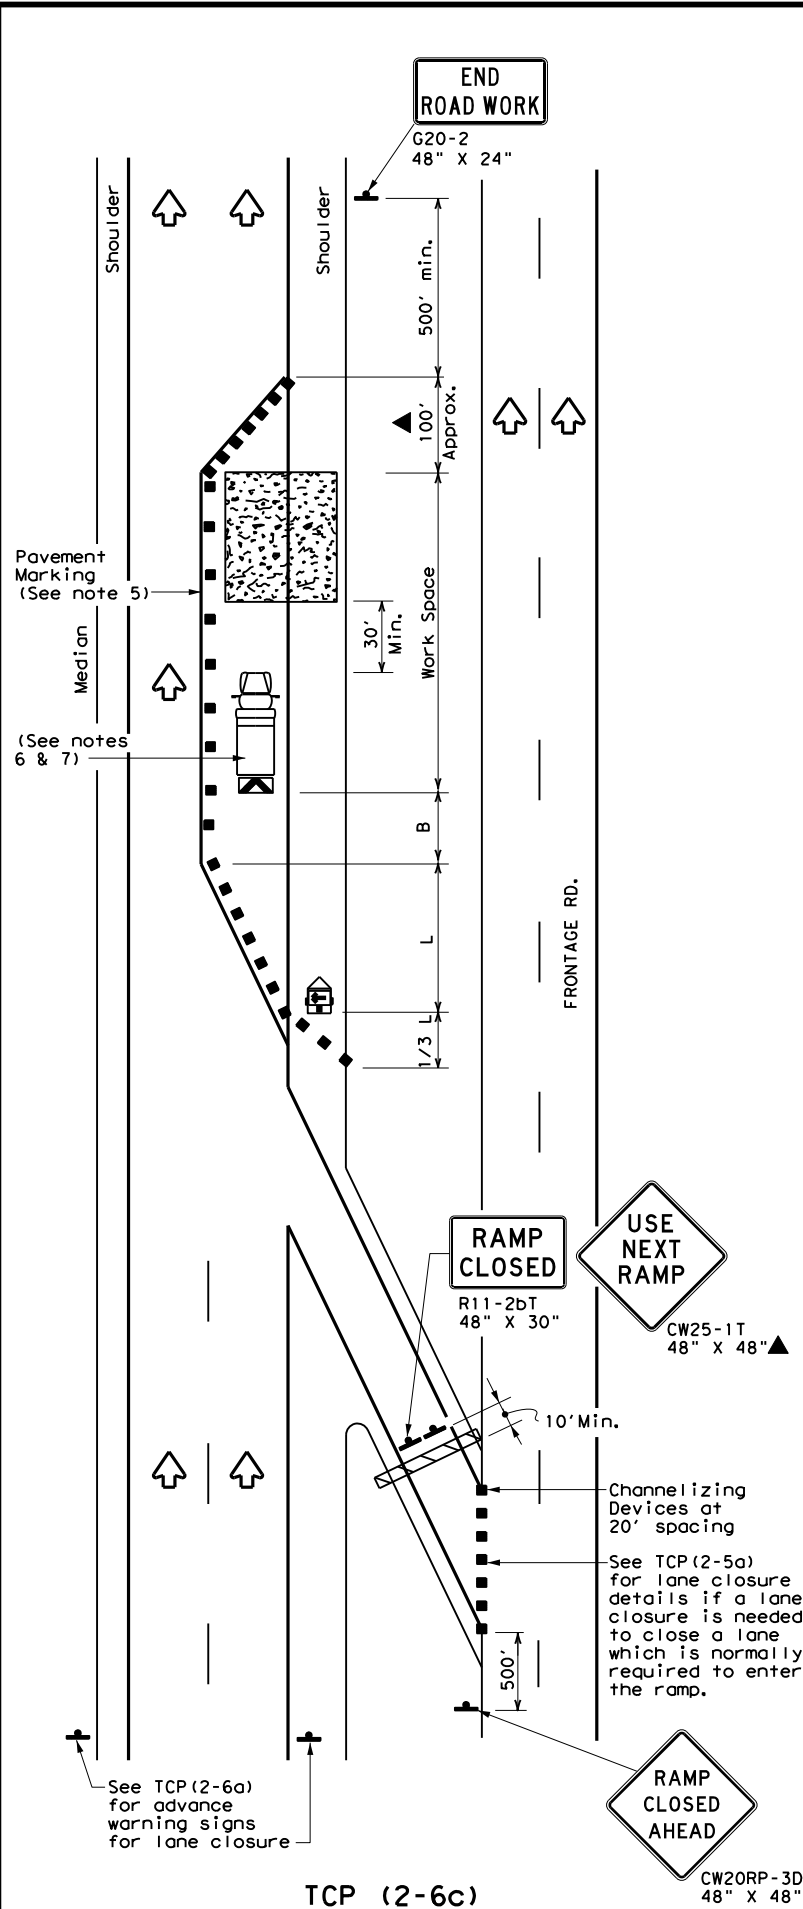 END
ROAD WORK
G20-2
48" X 24"
Shoulder
Shoulder
500' min.
100'
Approx.
Pavement
Marking
(See note 5)
Work Space
30'
Min.
Median
(See notes
6 & 7)
B
L
FRONTAGE RD.
1/3 L
RAMP
CLOSED
R11-2bT
48" X 30"
USE
NEXT
RAMP
CW25-1T
48" X 48"
10'Min.
Channelizing
Devices at
20' spacing
See TCP(2-5a)
for lane closure
details if a lane
closure is needed
to close a lane
which is normally
required to enter
the ramp.
500'
See TCP(2-6a)
for advance
warning signs
for lane closure
RAMP
CLOSED
AHEAD
CW20RP-3D
48" X 48"
TCP (2-6c)